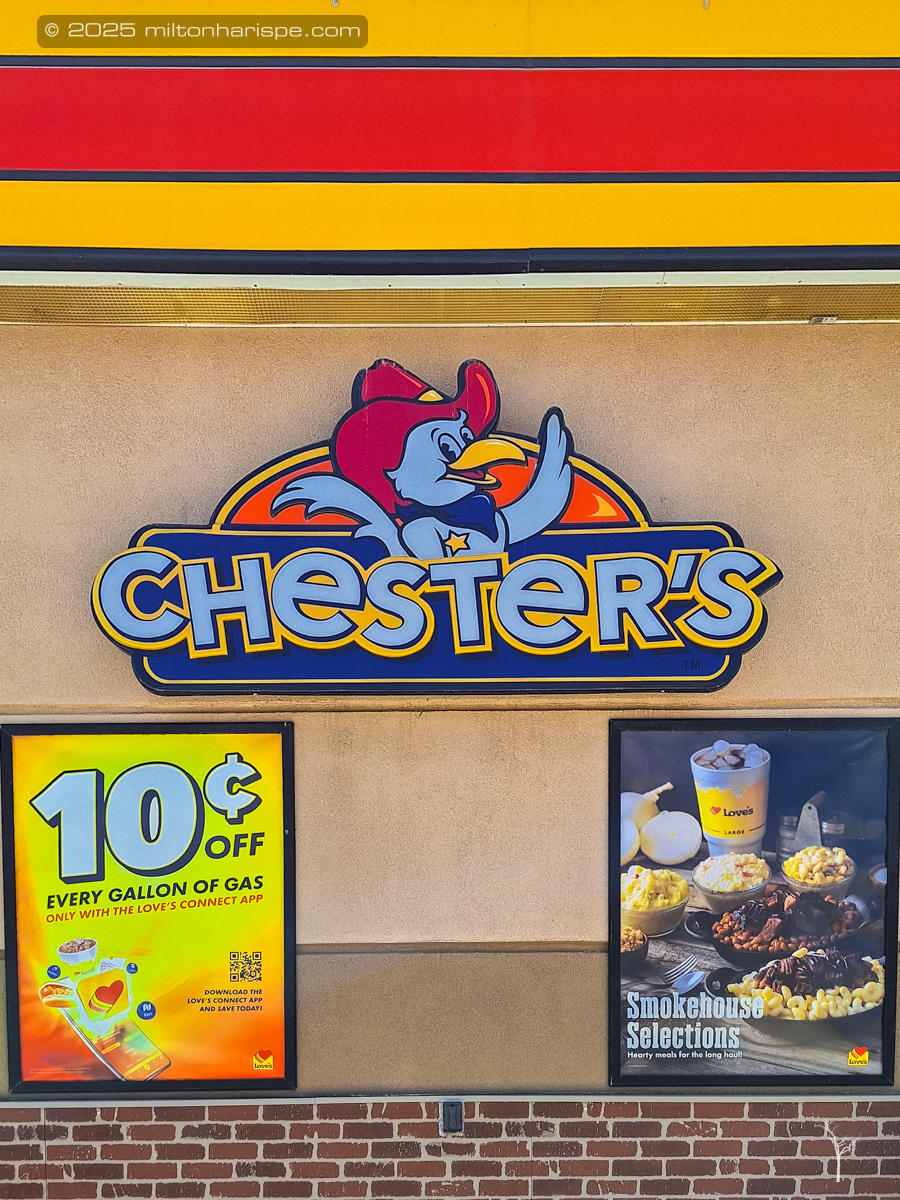 © 2025 miltonharispe.com
CHESTER'S
TM
10¢
OFF
EVERY GALLON OF GAS
ONLY WITH THE LOVE'S CONNECT APP
DOWNLOAD THE
LOVE'S CONNECT APP
AND SAVE TODAY!
Love's
Love's
LARGE
Smokehouse
Selections
Hearty meals for the long haul!
Love's